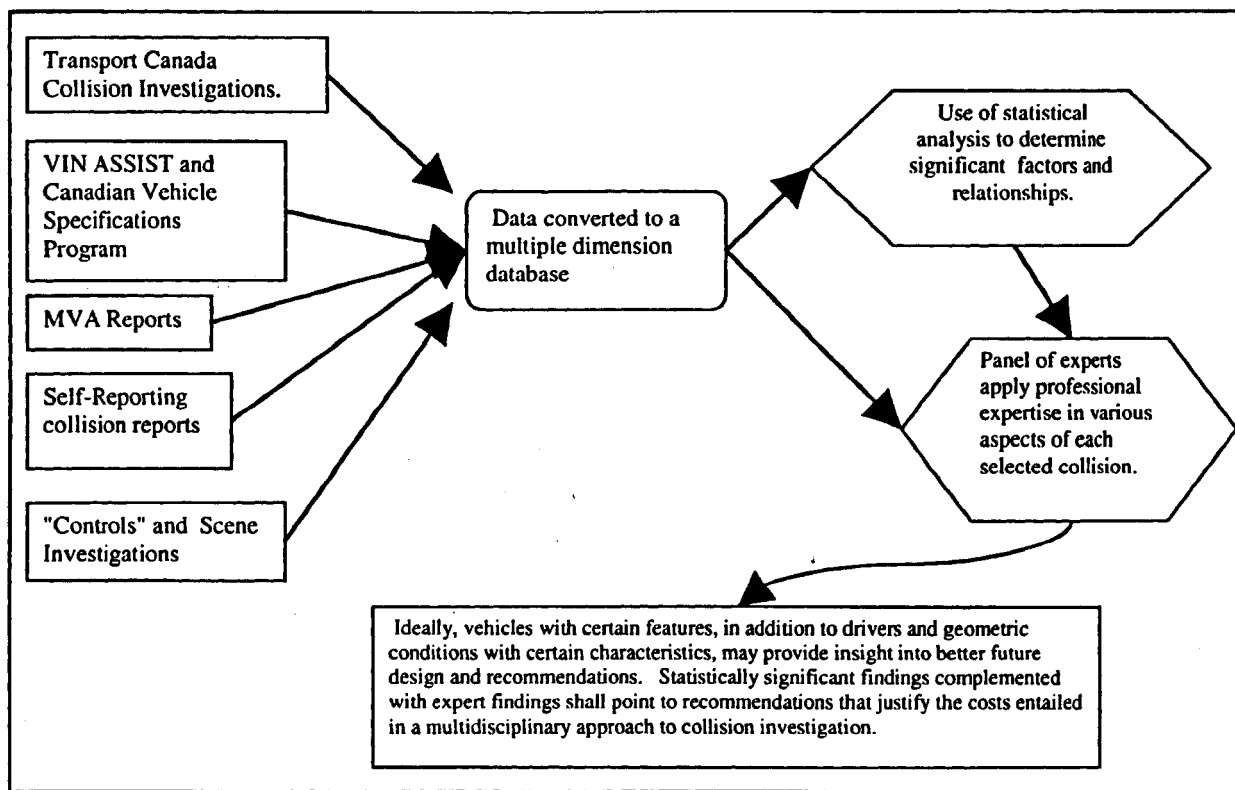 Transport Canada
Collision Investigations.
VIN ASSIST and
Canadian Vehicle
Specifications
Program
MVA Reports
Self-Reporting
collision reports
"Controls" and Scene
Investigations
Data converted to a
multiple dimension
database
Use of statistical
analysis to determine
significant factors and
relationships.
Panel of experts
apply professional
expertise in various
aspects of each
selected collision.
Ideally, vehicles with certain features, in addition to drivers and geometric
conditions with certain characteristics, may provide insight into better future
design and recommendations. Statistically significant findings complemented
with expert findings shall point to recommendations that justify the costs entailed
in a multidisciplinary approach to collision investigation.